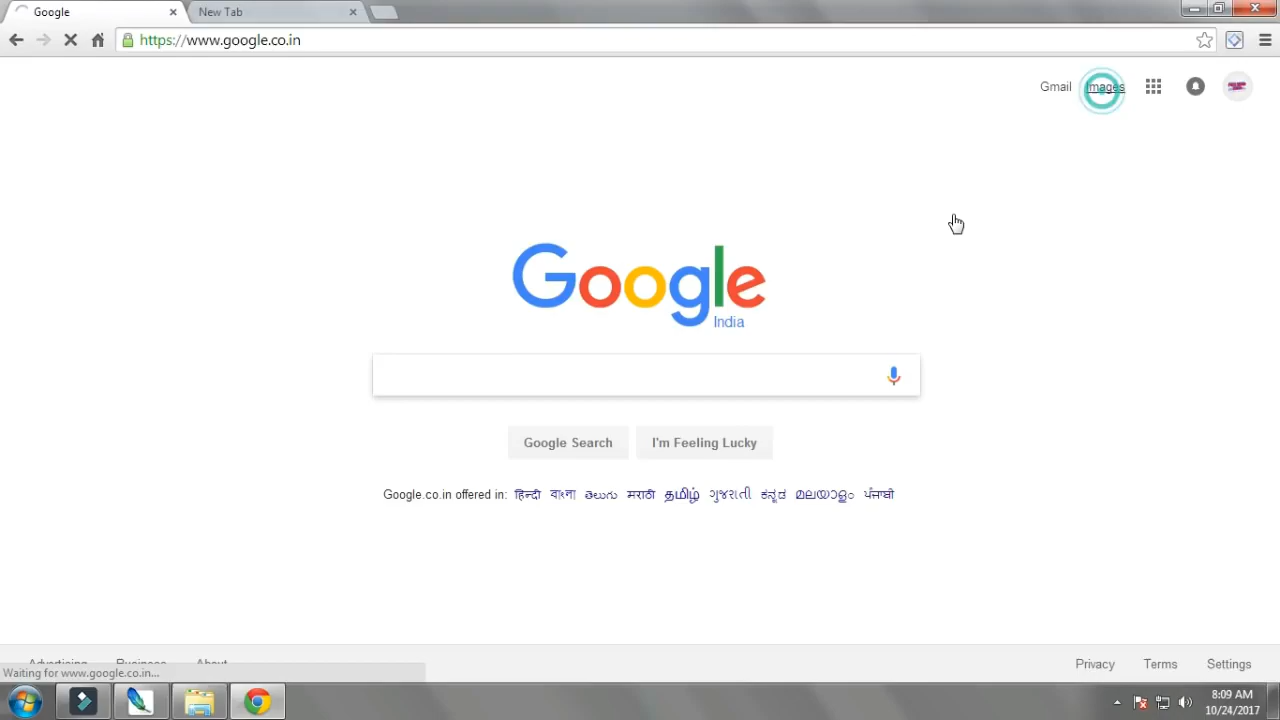 Google
New Tab
https://www.google.co.in
Gmail
Images
Google
India
Google Search
I'm Feeling Lucky
Google.co.in offered in: हिन्दी বাংলা తెలుగు मराठी தமிழ் ગુજરાતી ಕನ್ನಡ മലയാളം ਪੰਜਾਬੀ
Advertising Business About
Privacy Terms Settings
Waiting for www.google.co.in...
8:09 AM
10/24/2017